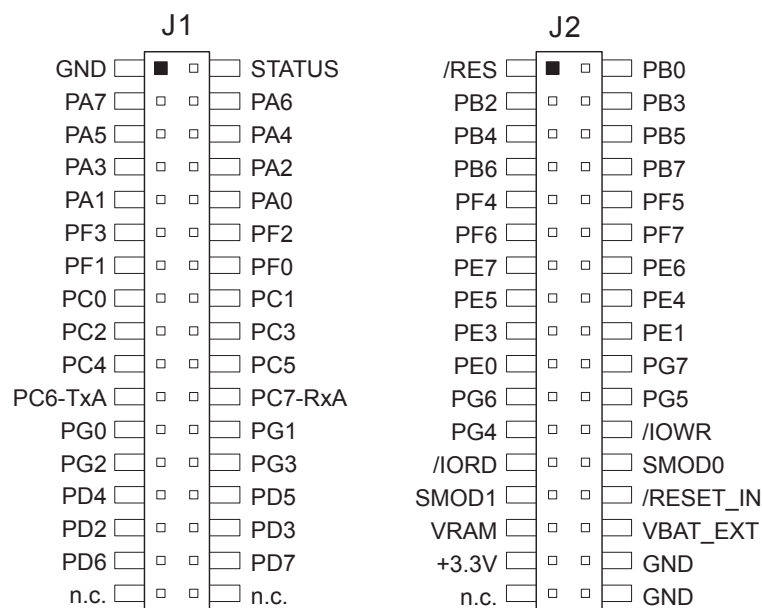 J1 J2
GND STATUS /RES PB0
PA7 PA6 PB2 PB3
PA5 PA4 PB4 PB5
PA3 PA2 PB6 PB7
PA1 PA0 PF4 PF5
PF3 PF2 PF6 PF7
PF1 PF0 PE7 PE6
PC0 PC1 PE5 PE4
PC2 PC3 PE3 PE1
PC4 PC5 PE0 PG7
PC6-TxA PC7-RxA PG6 PG5
PG0 PG1 PG4 /IOWR
PG2 PG3 /IORD SMOD0
PD4 PD5 SMOD1 /RESET_IN
PD2 PD3 VRAM VBAT_EXT
PD6 PD7 +3.3V GND
n.c. n.c. n.c. GND